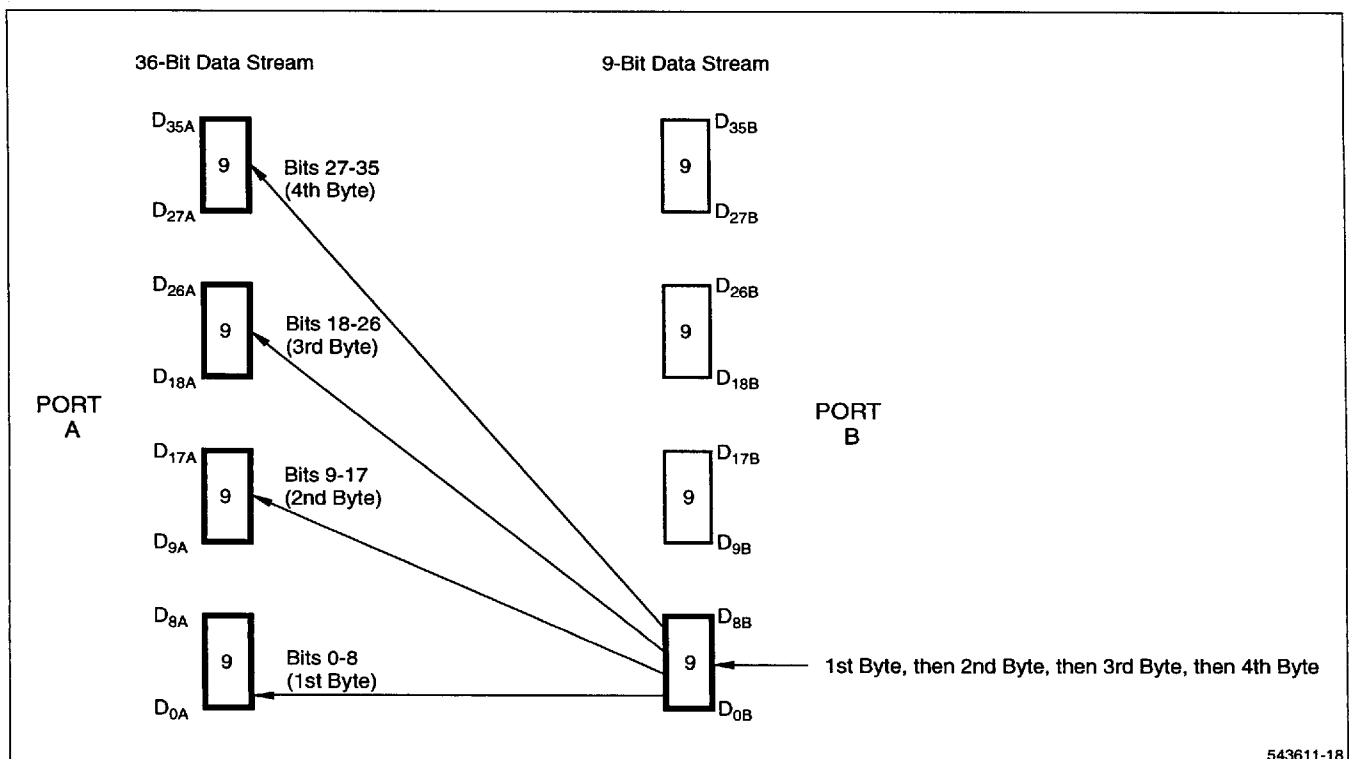 36-Bit Data Stream
9-Bit Data Stream
D35A
9
D27A
Bits 27-35
(4th Byte)
D35B
9
D27B
D26A
9
D18A
Bits 18-26
(3rd Byte)
D26B
9
D18B
PORT
A
PORT
B
D17A
9
D9A
Bits 9-17
(2nd Byte)
D17B
9
D9B
D8A
9
D0A
Bits 0-8
(1st Byte)
D8B
9
D0B
1st Byte, then 2nd Byte, then 3rd Byte, then 4th Byte
543611-18